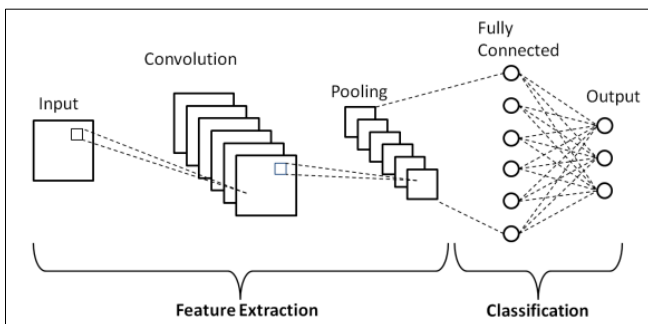 Fully
Connected
Convolution
Pooling
Input
Output
Feature Extraction
Classification